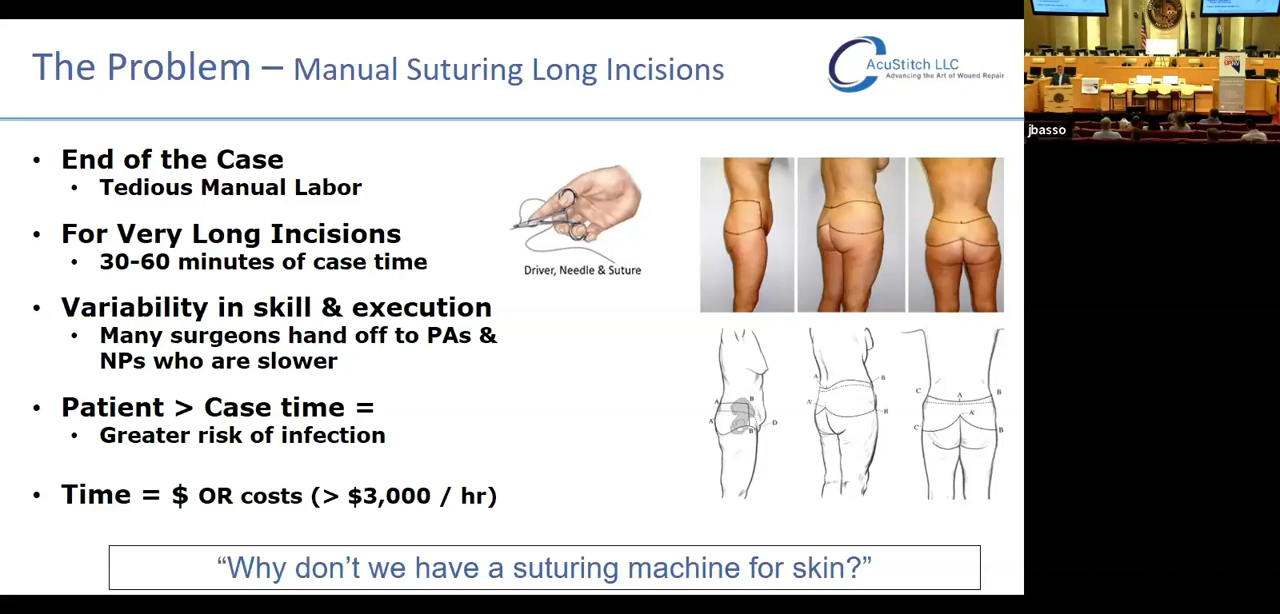 The Problem – Manual Suturing Long Incisions
AcuStitch LLC
Advancing the Art of Wound Repair
• End of the Case
• Tedious Manual Labor
• For Very Long Incisions
• 30-60 minutes of case time
• Variability in skill & execution
• Many surgeons hand off to PAs &
NPs who are slower
• Patient > Case time =
• Greater risk of infection
• Time = $ OR costs (> $3,000 / hr)
Driver, Needle & Suture
A
B
A'
B'
D
A
B
A'
B
C
A
B
A'
C'
B
“Why don’t we have a suturing machine for skin?”
jbasso